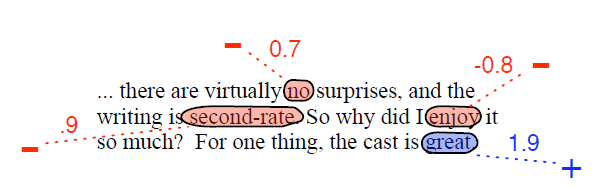 − 0.7
-0.8 −
... there are virtually no surprises, and the
writing is second-rate. So why did I enjoy it
.9
so much?  For one thing, the cast is great.
− 1.9
+